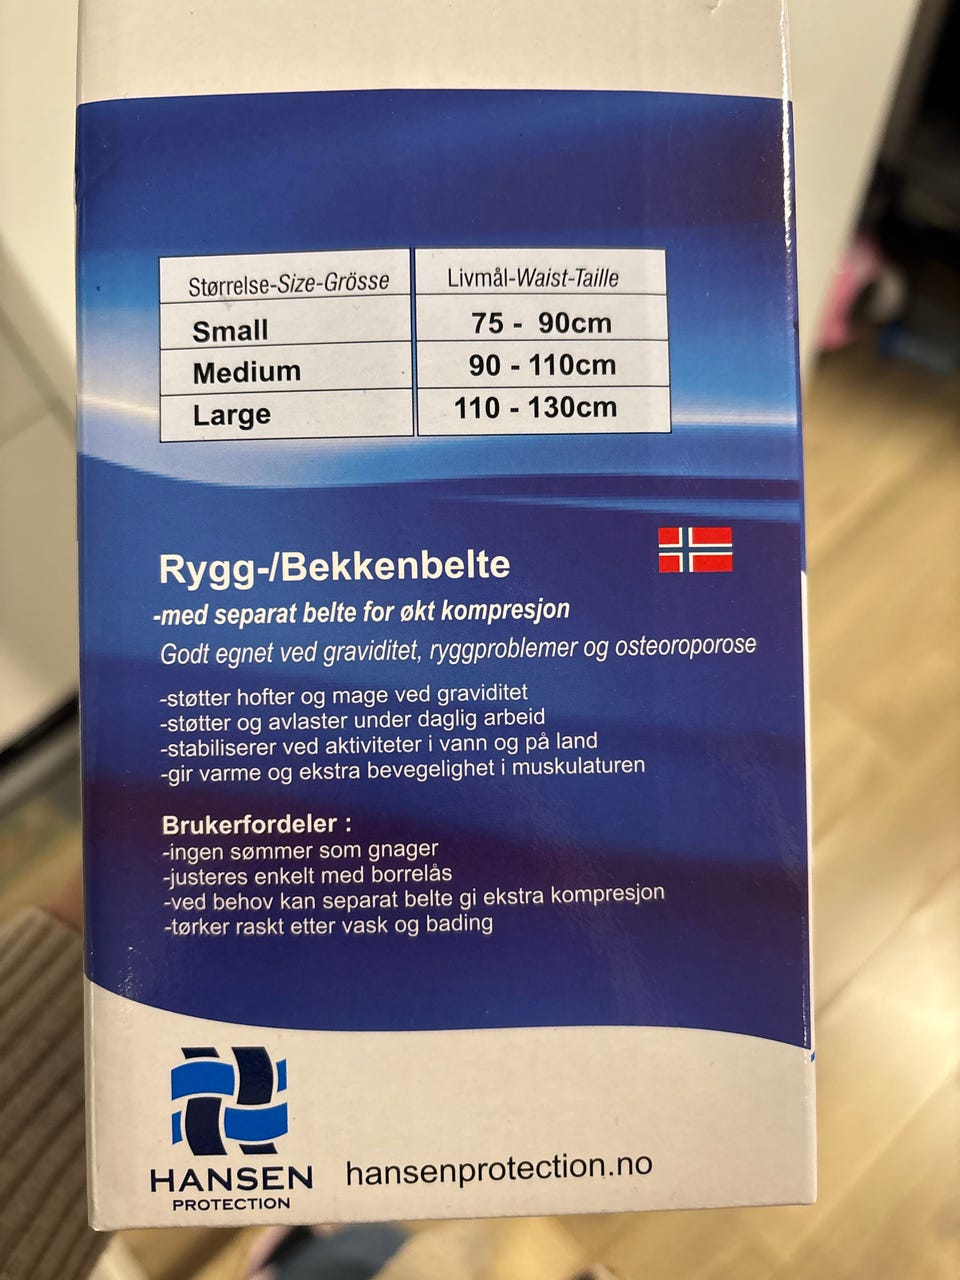 Størrelse-Size-Grösse Livmål-Waist-Taille
Small 75 - 90cm
Medium 90 - 110cm
Large 110 - 130cm
Rygg-/Bekkenbelte
-med separat belte for økt kompresjon
Godt egnet ved graviditet, ryggproblemer og osteoroporose
-støtter hofter og mage ved graviditet
-støtter og avlaster under daglig arbeid
-stabiliserer ved aktiviteter i vann og på land
-gir varme og ekstra bevegelighet i muskulaturen
Brukerfordeler :
-ingen sømmer som gnager
-justeres enkelt med borrelås
-ved behov kan separat belte gi ekstra kompresjon
-tørker raskt etter vask og bading
HANSEN
PROTECTION
hansenprotection.no